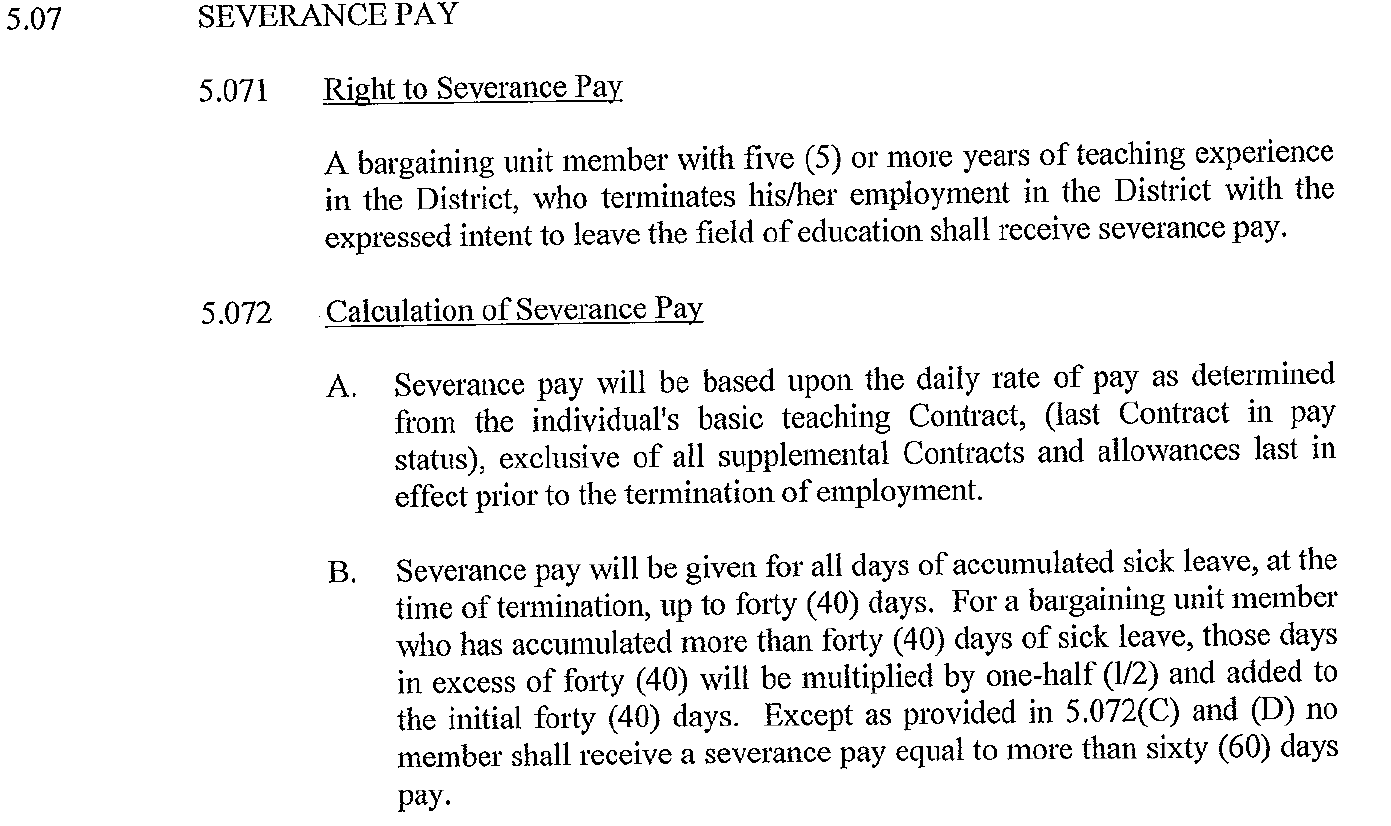 5.07 SEVERANCE PAY
5.071 Right to Severance Pay
A bargaining unit member with five (5) or more years of teaching experience
in the District, who terminates his/her employment in the District with the
expressed intent to leave the field of education shall receive severance pay.
5.072 Calculation of Severance Pay
A. Severance pay will be based upon the daily rate of pay as determined
from the individual's basic teaching Contract, (last Contract in pay
status), exclusive of all supplemental Contracts and allowances last in
effect prior to the termination of employment.
B. Severance pay will be given for all days of accumulated sick leave, at the
time of termination, up to forty (40) days. For a bargaining unit member
who has accumulated more than forty (40) days of sick leave, those days
in excess of forty (40) will be multiplied by one-half (1/2) and added to
the initial forty (40) days. Except as provided in 5.072(C) and (D) no
member shall receive a severance pay equal to more than sixty (60) days
pay.